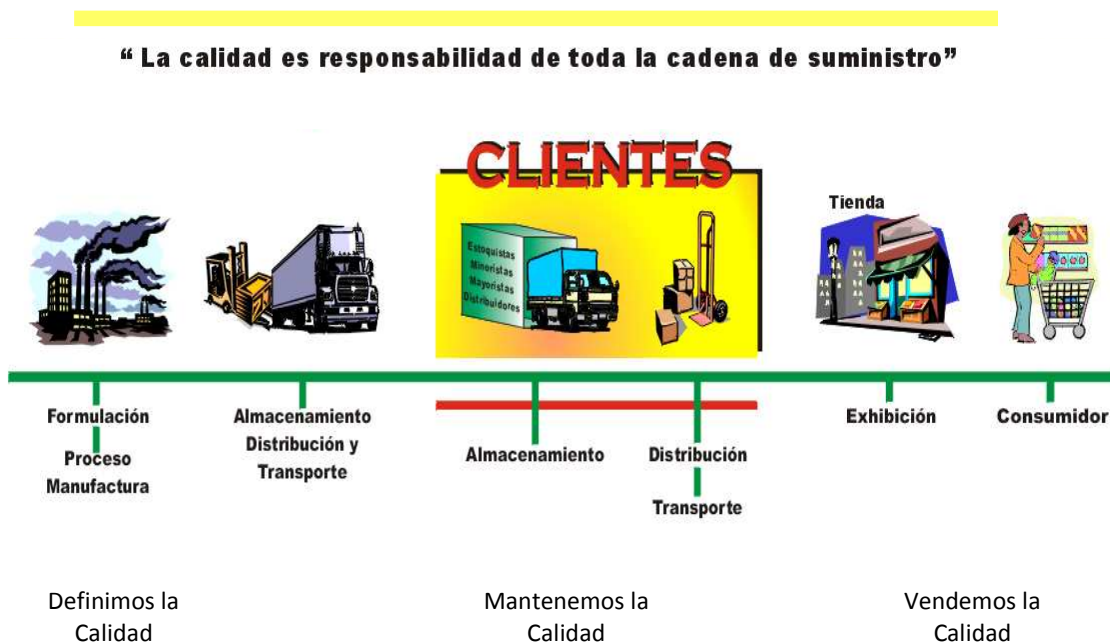 “ La calidad es responsabilidad de toda la cadena de suministro”
CLIENTES
Estoquistas
Minoristas
Mayoristas
Distribuidores
Tienda
Formulación
Proceso
Manufactura
Almacenamiento
Distribución y
Transporte
Almacenamiento
Distribución
Transporte
Exhibición
Consumidor
Definimos la
Calidad
Mantenemos la
Calidad
Vendemos la
Calidad